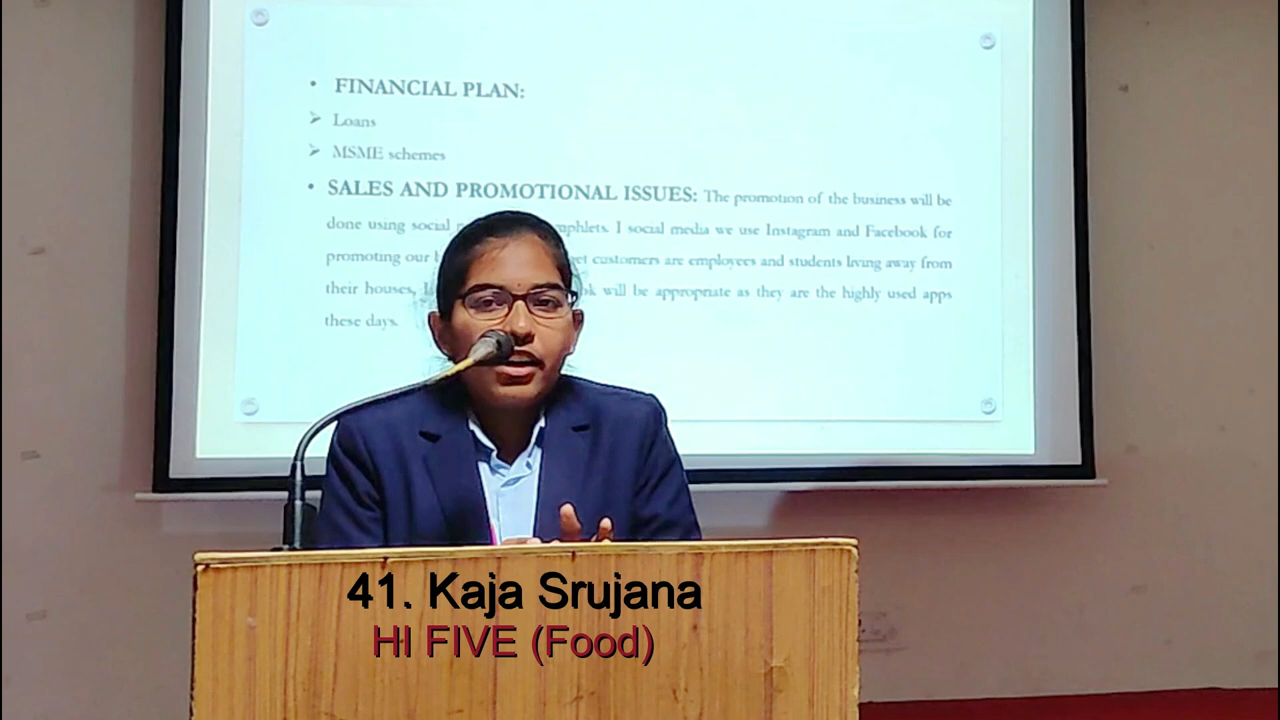 • FINANCIAL PLAN:
➢ Loans
➢ MSME schemes
• SALES AND PROMOTIONAL ISSUES: The promotion of the business will be
done using social phlets. I social media we use Instagram and Facebook for
promoting our customers are employees and students living away from
their houses, will be appropriate as they are the highly used apps
these days.
41. Kaja Srujana
HI FIVE (Food)